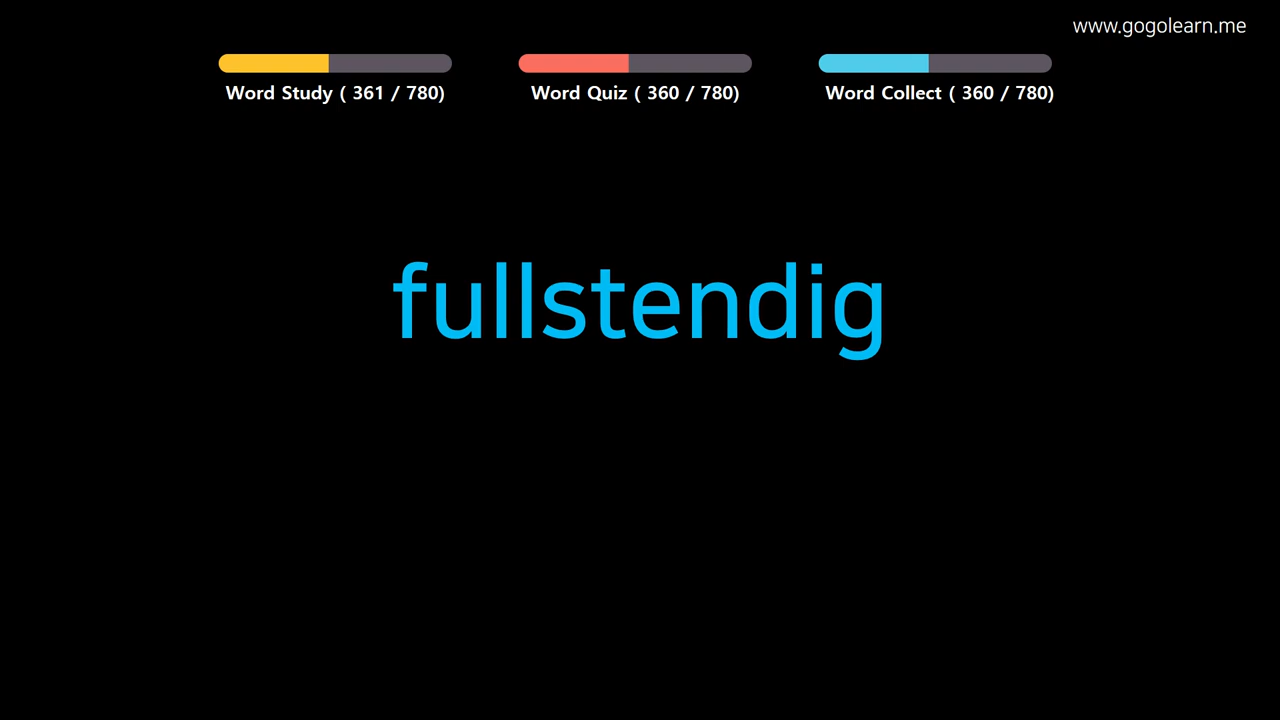 www.gogolearn.me
Word Study ( 361 / 780)
Word Quiz ( 360 / 780)
Word Collect ( 360 / 780)
fullstendig